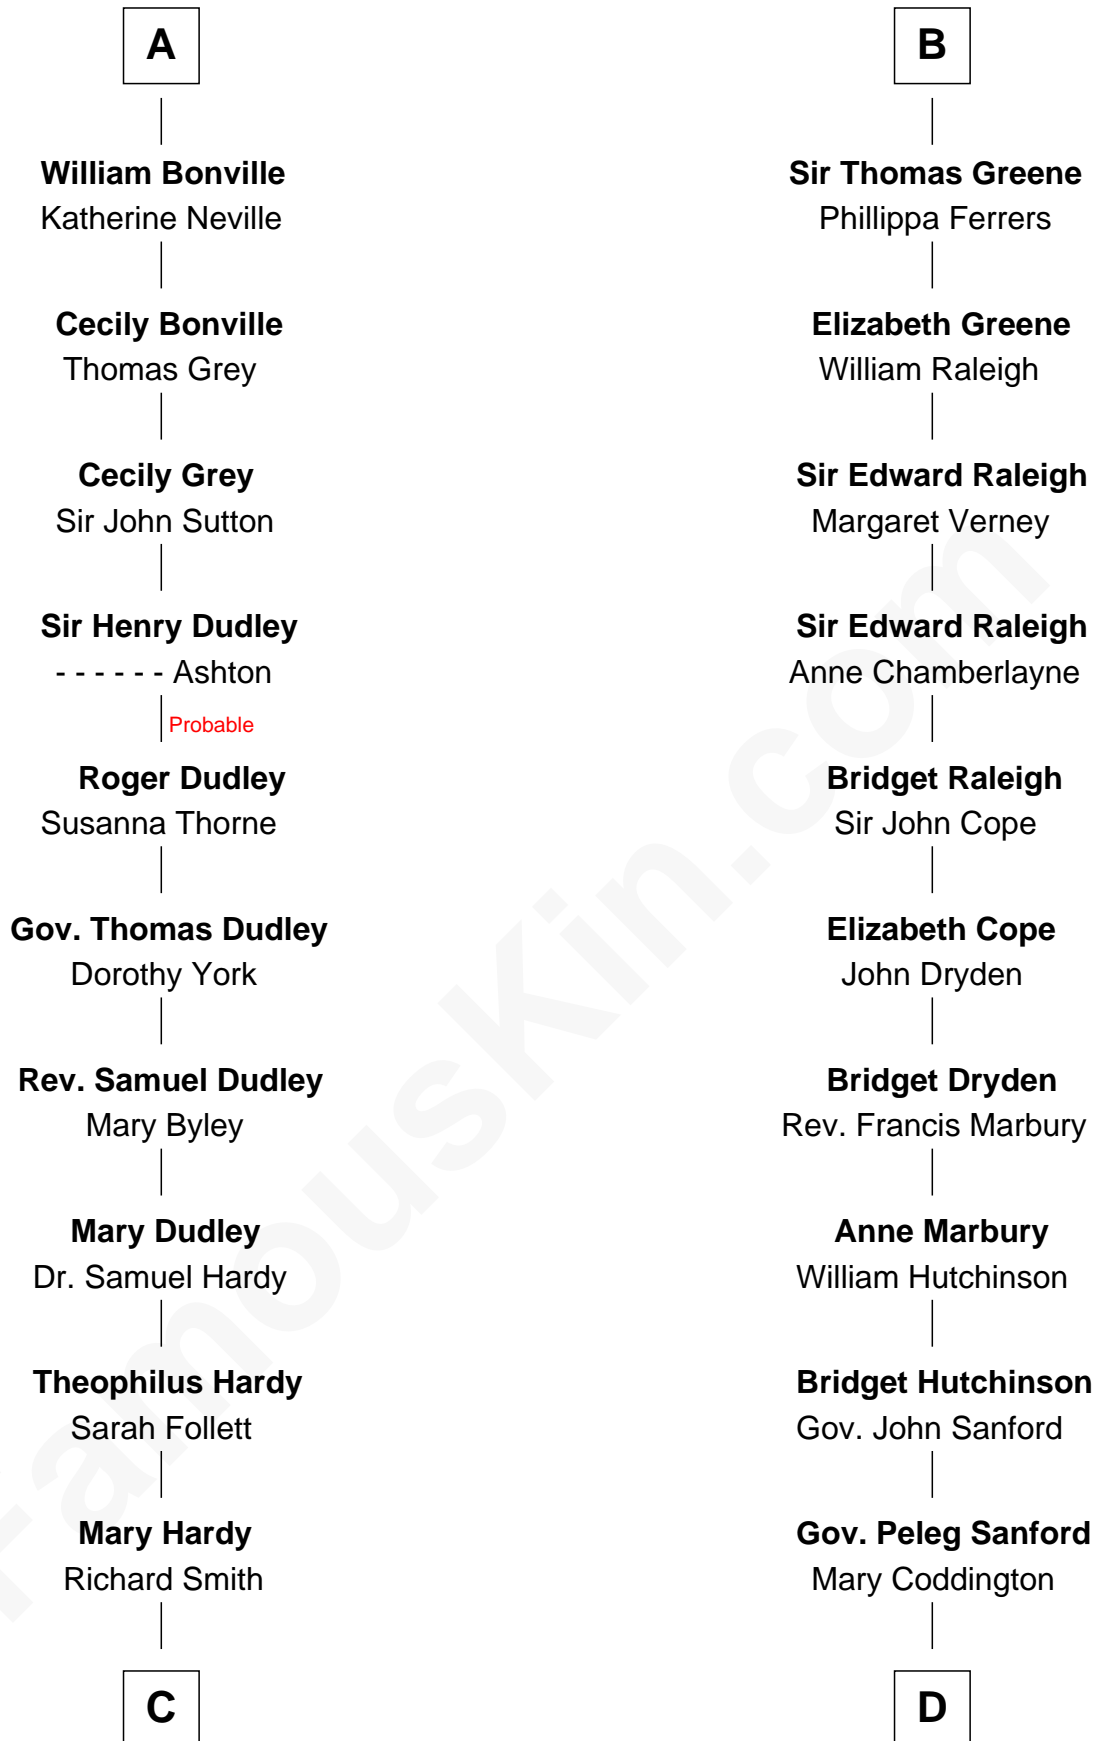 A
William Bonville
Katherine Neville
Cecily Bonville
Thomas Grey
Cecily Grey
Sir John Sutton
Sir Henry Dudley
- - - - - - Ashton
Probable
Roger Dudley
Susanna Thorne
Gov. Thomas Dudley
Dorothy York
Rev. Samuel Dudley
Mary Byley
Mary Dudley
Dr. Samuel Hardy
Theophilus Hardy
Sarah Follett
Mary Hardy
Richard Smith
C
B
Sir Thomas Greene
Phillippa Ferrers
Elizabeth Greene
William Raleigh
Sir Edward Raleigh
Margaret Verney
Sir Edward Raleigh
Anne Chamberlayne
Bridget Raleigh
Sir John Cope
Elizabeth Cope
John Dryden
Bridget Dryden
Rev. Francis Marbury
Anne Marbury
William Hutchinson
Bridget Hutchinson
Gov. John Sanford
Gov. Peleg Sanford
Mary Coddington
D
FamousKin.com